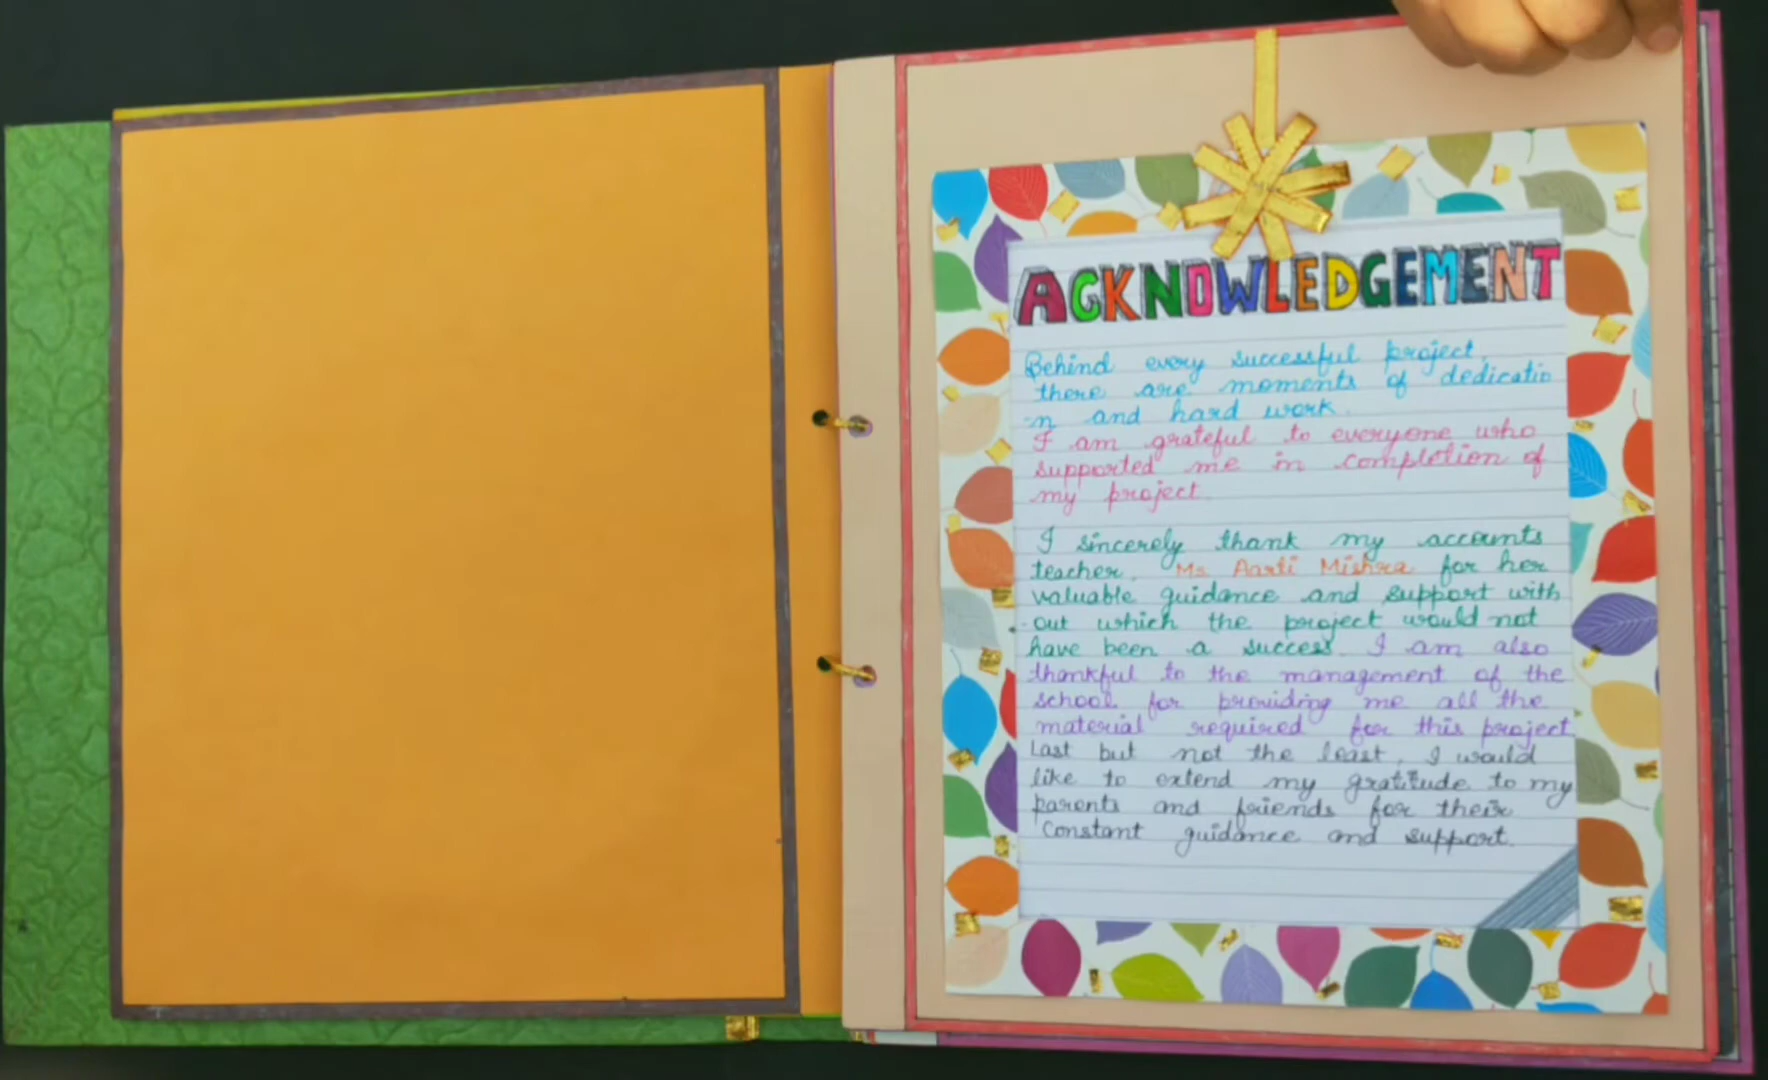 ACKNOWLEDGEMENT
Behind every successful project,
there are moments of dedicatio
-n and hard work.
I am grateful to everyone who
supported me in completion of
my project.
I sincerely thank my accounts
teacher, Ms Aarti Mishra for her
valuable guidance and support with
-out which the project would not
have been a success. I am also
thankful to the management of the
school for providing me all the
material required for this project
Last but not the least, I would
like to extend my gratitude to my
parents and friends for their
Constant guidance and support.